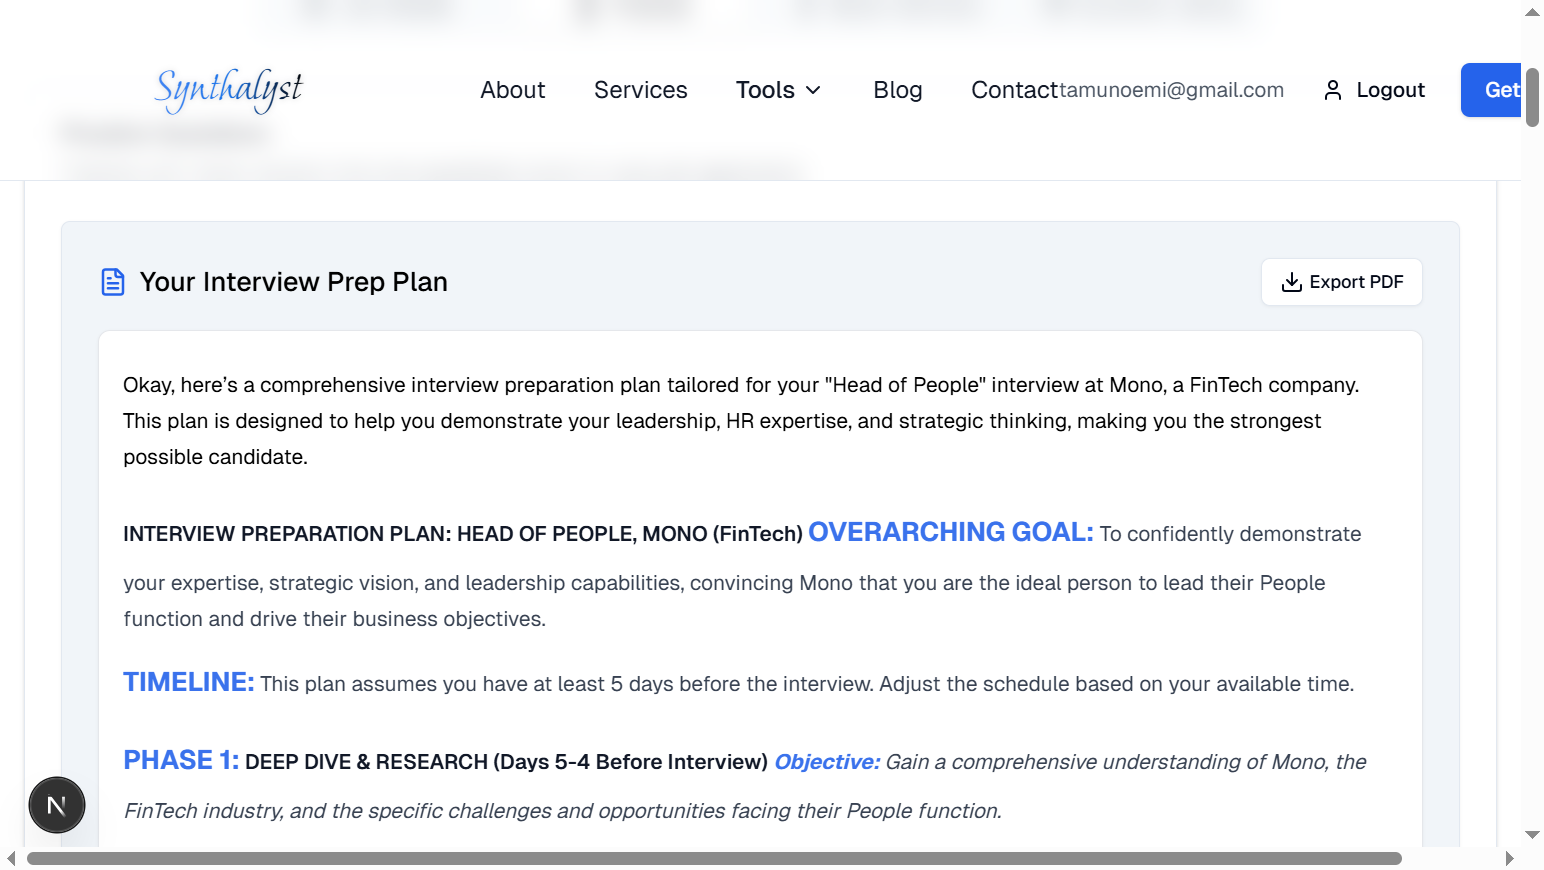 Synthalyst
About
Services
Tools
Blog
Contact
tamunoemi@gmail.com
Logout
Get
Your Interview Prep Plan
Export PDF
Okay, here’s a comprehensive interview preparation plan tailored for your "Head of People" interview at Mono, a FinTech company.
This plan is designed to help you demonstrate your leadership, HR expertise, and strategic thinking, making you the strongest
possible candidate.
INTERVIEW PREPARATION PLAN: HEAD OF PEOPLE, MONO (FinTech) OVERARCHING GOAL: To confidently demonstrate
your expertise, strategic vision, and leadership capabilities, convincing Mono that you are the ideal person to lead their People
function and drive their business objectives.
TIMELINE: This plan assumes you have at least 5 days before the interview. Adjust the schedule based on your available time.
PHASE 1: DEEP DIVE & RESEARCH (Days 5-4 Before Interview) Objective: Gain a comprehensive understanding of Mono, the
FinTech industry, and the specific challenges and opportunities facing their People function.
N